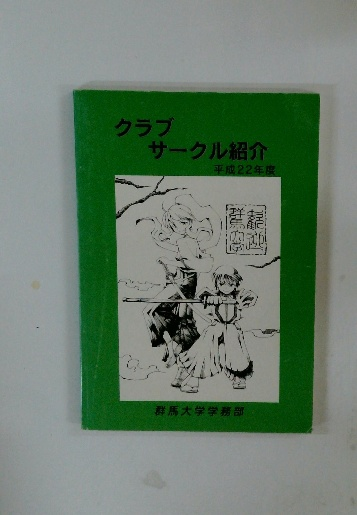 クラブ
サークル紹介
平成22年度
群馬大学学務部